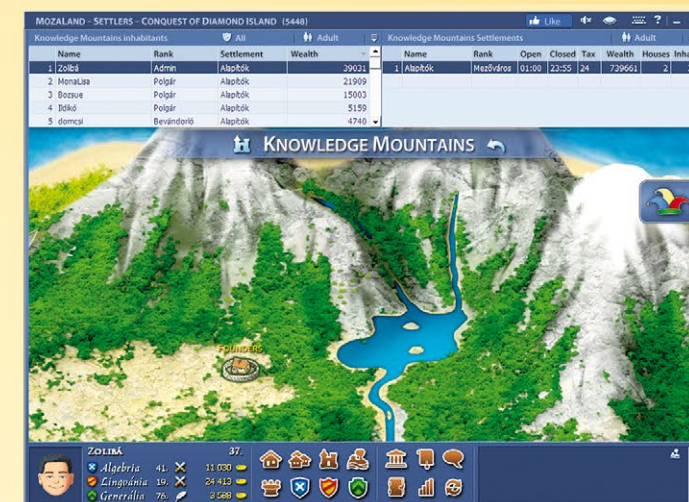 MOZALAND - SETTLERS - CONQUEST OF DIAMOND ISLAND (5448) Like ?
Knowledge Mountains inhabitants All Adult
Name Rank Settlement Wealth
1 Zolibá Admin Alapítók 39031
2 MonaLisa Polgár Alapítók 21909
3 Bozsue Polgár Alapítók 15003
4 Ildikó Polgár Alapítók 5159
5 domcsi Bevándorló Alapítók 4740
Knowledge Mountains Settlements Adult
Name Rank Open Closed Tax Wealth Houses Inha
1 Alapítók Mezőváros 01:00 23:55 24 739661 2
KNOWLEDGE MOUNTAINS
FOUNDERS
ZOLIBÁ 37.
Algebria 41. 11 030
Lingvánia 19. 24 413
Generália 76. 3 588